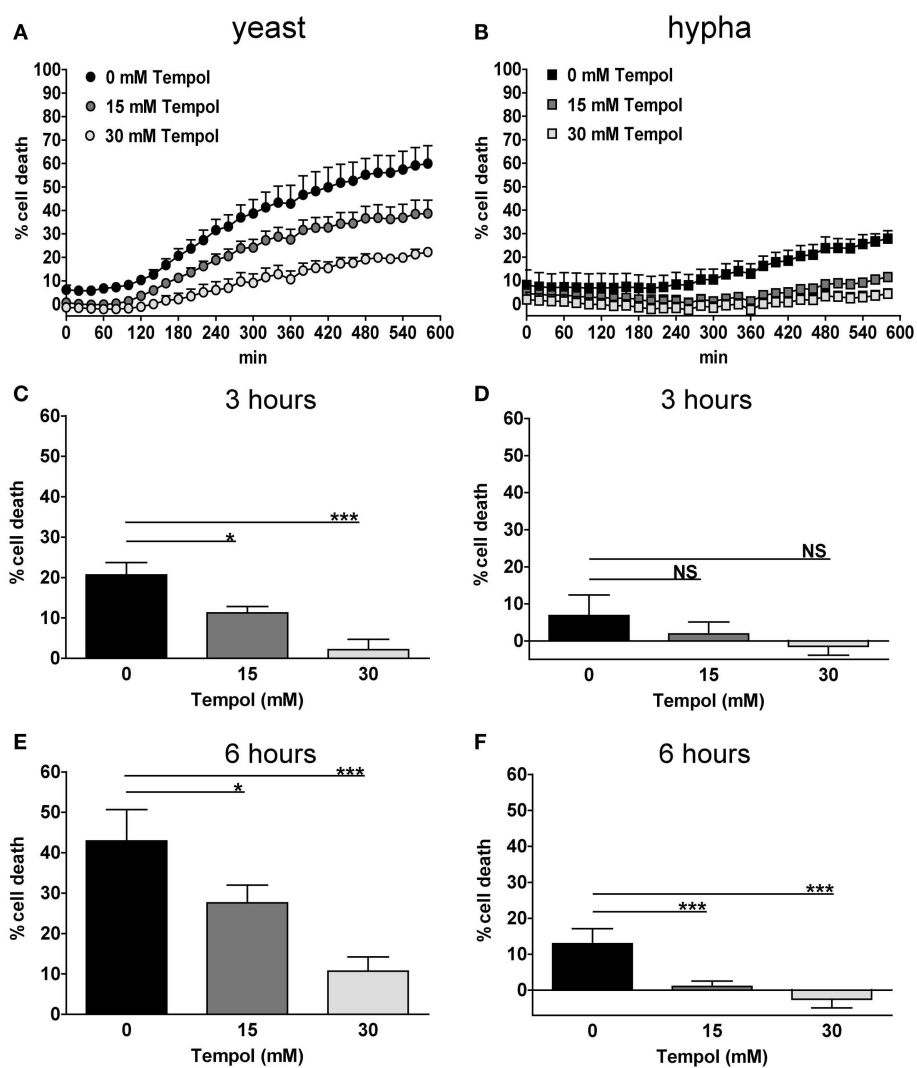 A yeast
B hypha
100
90
80
70
60
50
40
30
20
10
0
% cell death
0 mM Tempol
15 mM Tempol
30 mM Tempol
0 60 120 180 240 300 360 420 480 540 600
min
100
90
80
70
60
50
40
30
20
10
0
% cell death
0 mM Tempol
15 mM Tempol
30 mM Tempol
0 60 120 180 240 300 360 420 480 540 600
min
C 3 hours
60
50
40
30
20
10
0
% cell death
***
*
0 15 30
Tempol (mM)
D 3 hours
60
50
40
30
20
10
0
% cell death
NS
NS
0 15 30
Tempol (mM)
E 6 hours
60
50
40
30
20
10
0
% cell death
***
*
0 15 30
Tempol (mM)
F 6 hours
60
50
40
30
20
10
0
% cell death
***
***
0 15 30
Tempol (mM)